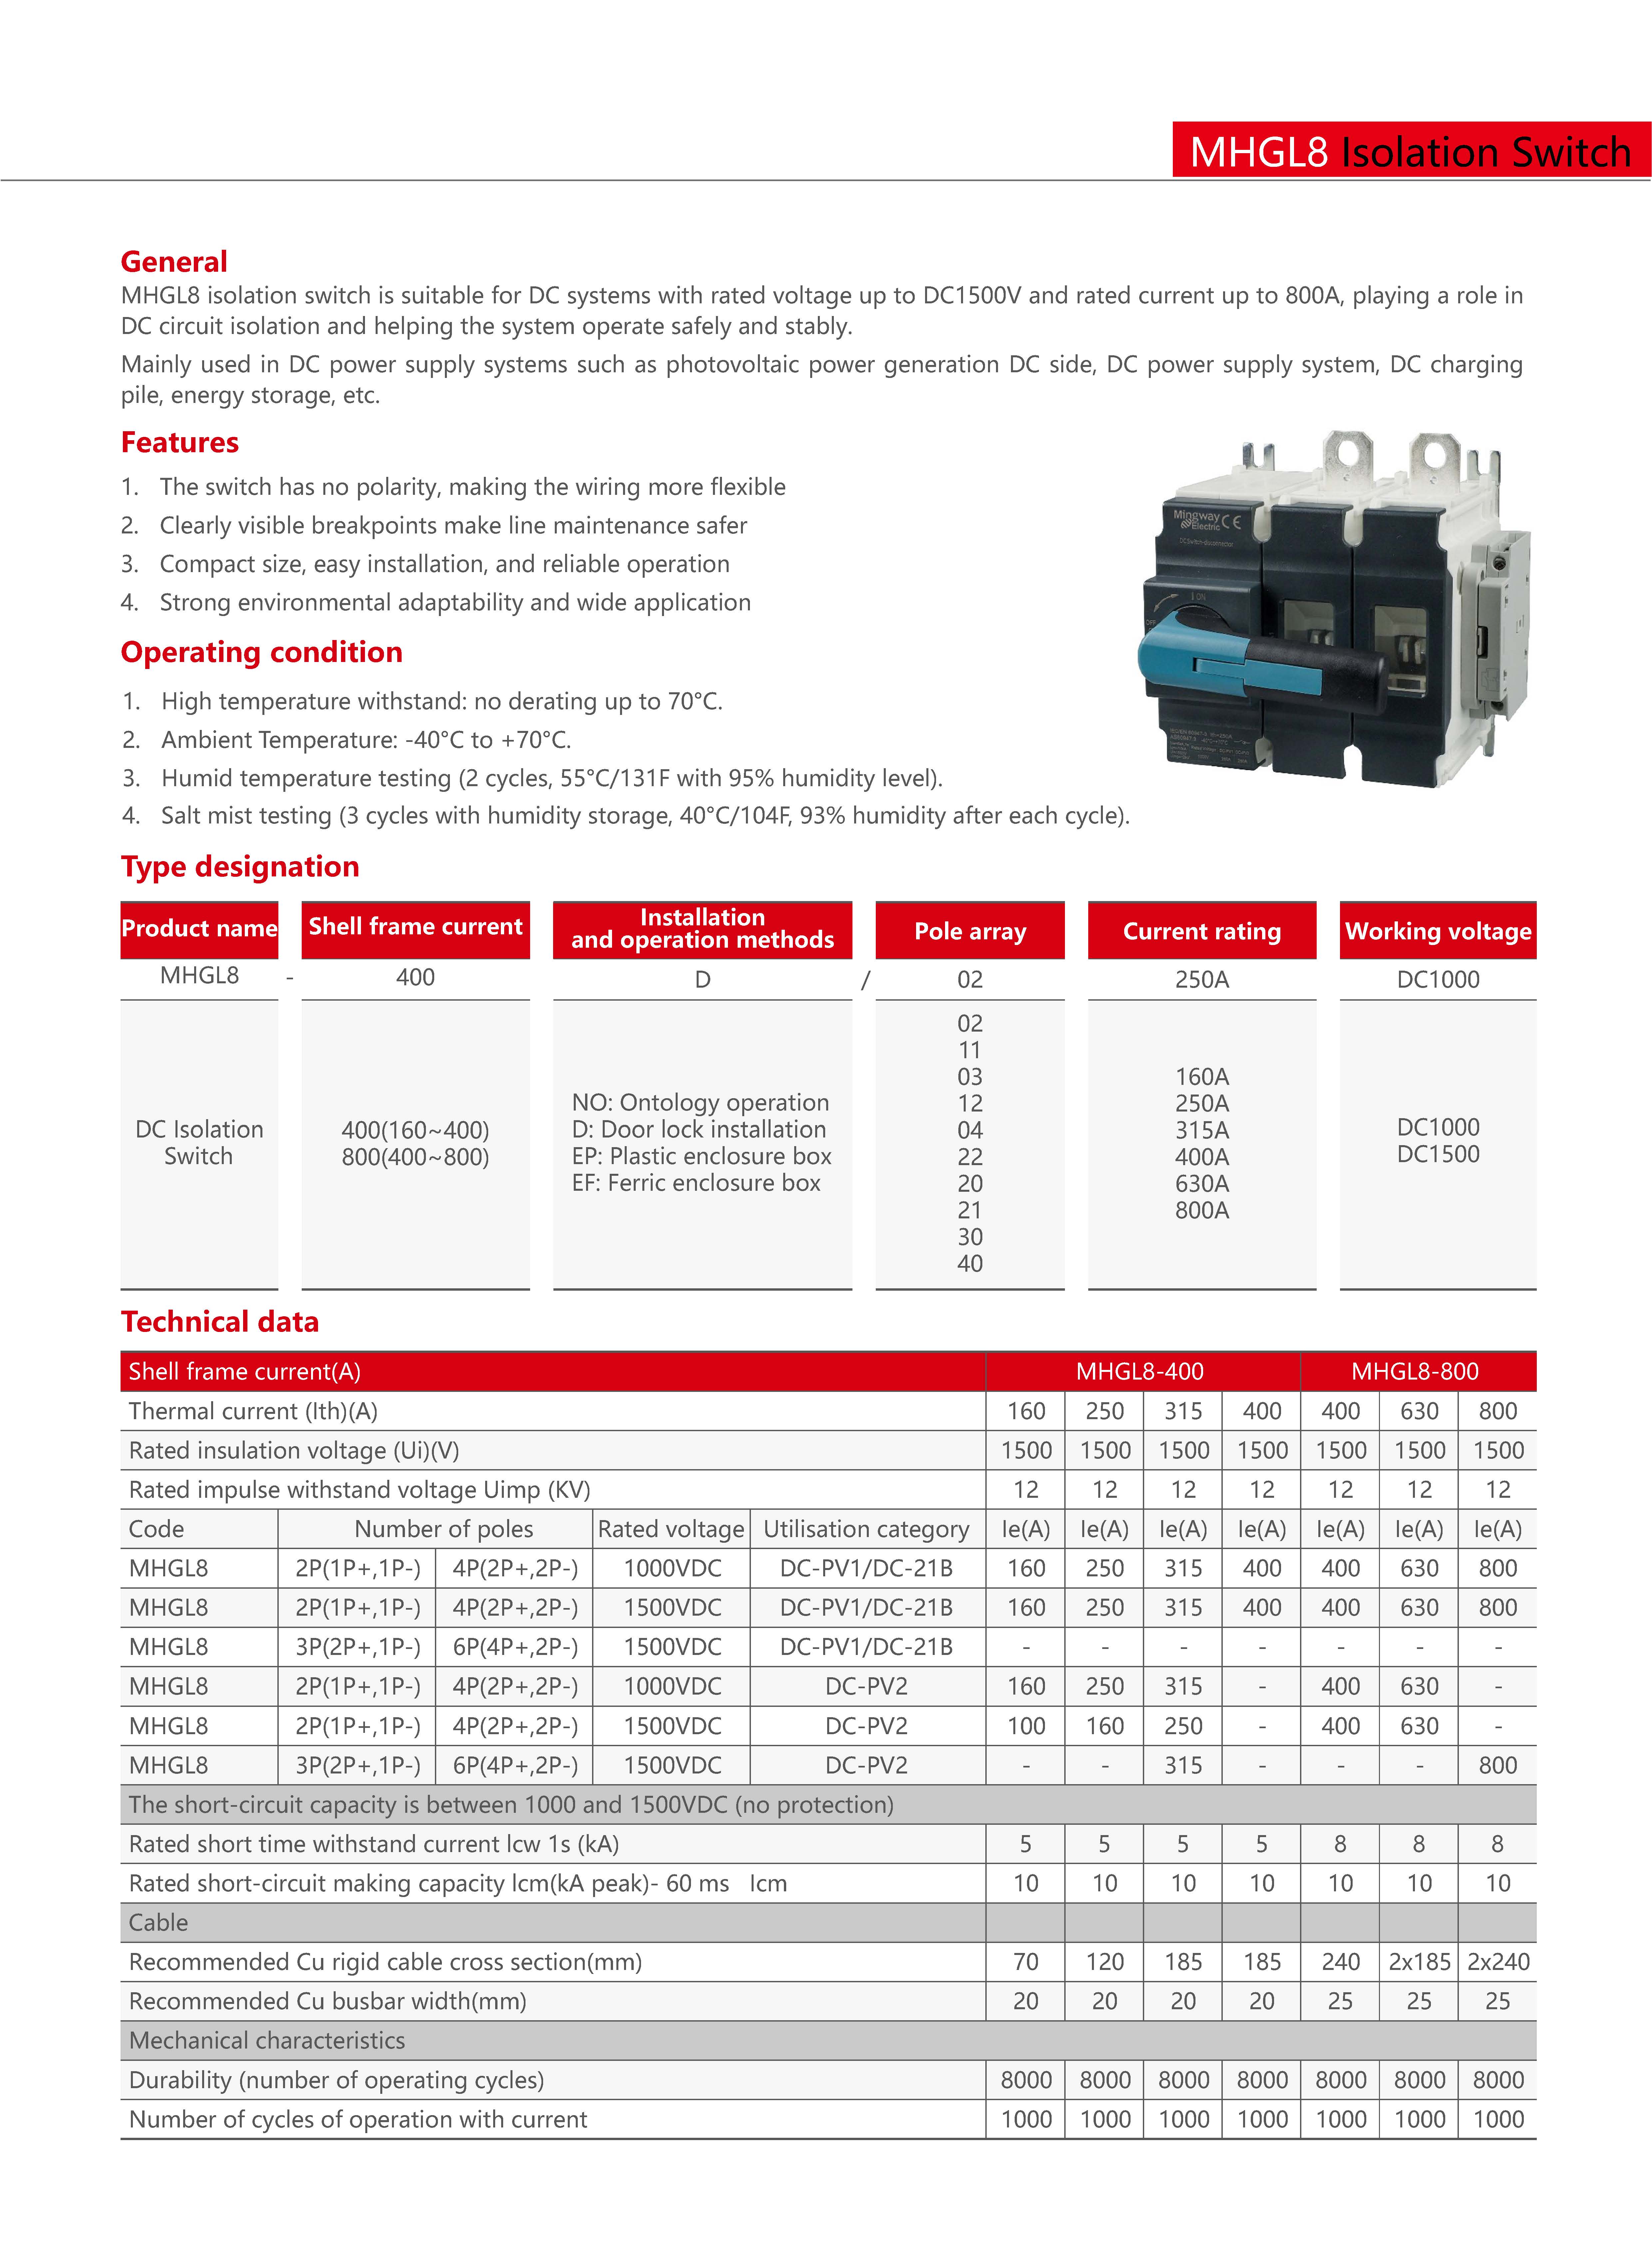 MHGL8 Isolation Switch
General
MHGL8 isolation switch is suitable for DC systems with rated voltage up to DC1500V and rated current up to 800A, playing a role in
DC circuit isolation and helping the system operate safely and stably.
Mainly used in DC power supply systems such as photovoltaic power generation DC side, DC power supply system, DC charging
pile, energy storage, etc.
Features
1. The switch has no polarity, making the wiring more flexible
2. Clearly visible breakpoints make line maintenance safer
3. Compact size, easy installation, and reliable operation
4. Strong environmental adaptability and wide application
Mingway
Electric CE
DC Switch-disconnector
I ON
OFF
Operating condition
1. High temperature withstand: no derating up to 70°C.
2. Ambient Temperature: -40°C to +70°C.
3. Humid temperature testing (2 cycles, 55°C/131F with 95% humidity level).
4. Salt mist testing (3 cycles with humidity storage, 40°C/104F, 93% humidity after each cycle).
Type designation
Product name Shell frame current Installation and operation methods Pole array Current rating Working voltage
MHGL8 - 400 D / 02 250A DC1000
DC Isolation
Switch
400(160~400)
800(400~800)
NO: Ontology operation
D: Door lock installation
EP: Plastic enclosure box
EF: Ferric enclosure box
02
11
03
12
04
22
20
21
30
40
160A
250A
315A
400A
630A
800A
DC1000
DC1500
Technical data
Shell frame current(A) MHGL8-400 MHGL8-800
Thermal current (Ith)(A) 160 250 315 400 400 630 800
Rated insulation voltage (Ui)(V) 1500 1500 1500 1500 1500 1500 1500
Rated impulse withstand voltage Uimp (KV) 12 12 12 12 12 12 12
Code Number of poles Rated voltage Utilisation category Ie(A) Ie(A) Ie(A) Ie(A) Ie(A) Ie(A) Ie(A)
MHGL8 2P(1P+,1P-) 4P(2P+,2P-) 1000VDC DC-PV1/DC-21B 160 250 315 400 400 630 800
MHGL8 2P(1P+,1P-) 4P(2P+,2P-) 1500VDC DC-PV1/DC-21B 160 250 315 400 400 630 800
MHGL8 3P(2P+,1P-) 6P(4P+,2P-) 1500VDC DC-PV1/DC-21B - - - - - - -
MHGL8 2P(1P+,1P-) 4P(2P+,2P-) 1000VDC DC-PV2 160 250 315 - 400 630 -
MHGL8 2P(1P+,1P-) 4P(2P+,2P-) 1500VDC DC-PV2 100 160 250 - 400 630 -
MHGL8 3P(2P+,1P-) 6P(4P+,2P-) 1500VDC DC-PV2 - - 315 - - - 800
The short-circuit capacity is between 1000 and 1500VDC (no protection)
Rated short time withstand current lcw 1s (kA) 5 5 5 5 8 8 8
Rated short-circuit making capacity lcm(kA peak)- 60 ms Icm 10 10 10 10 10 10 10
Cable
Recommended Cu rigid cable cross section(mm) 70 120 185 185 240 2x185 2x240
Recommended Cu busbar width(mm) 20 20 20 20 25 25 25
Mechanical characteristics
Durability (number of operating cycles) 8000 8000 8000 8000 8000 8000 8000
Number of cycles of operation with current 1000 1000 1000 1000 1000 1000 1000